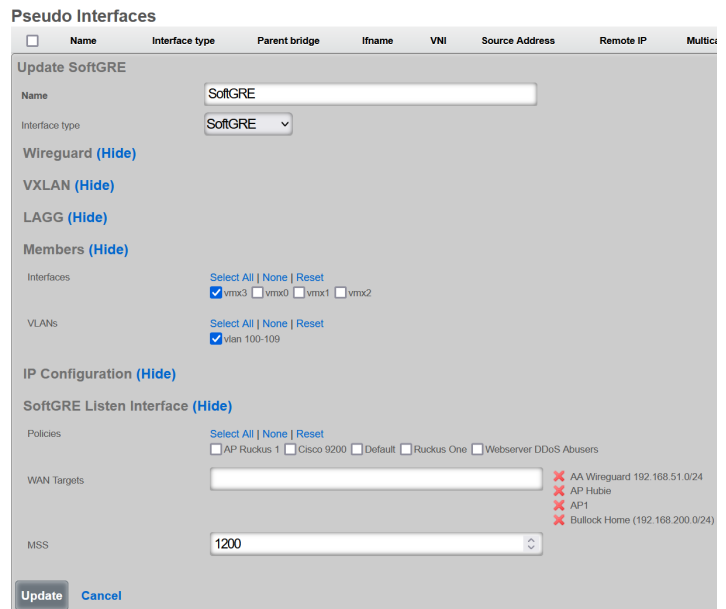 Pseudo Interfaces
Name Interface type Parent bridge Ifname VNI Source Address Remote IP Multica
Update SoftGRE
Name SoftGRE
Interface type SoftGRE
Wireguard (Hide)
VXLAN (Hide)
LAGG (Hide)
Members (Hide)
Interfaces Select All | None | Reset
vmx3 vmx0 vmx1 vmx2
VLANs Select All | None | Reset
vlan 100-109
IP Configuration (Hide)
SoftGRE Listen Interface (Hide)
Policies Select All | None | Reset
AP Ruckus 1 Cisco 9200 Default Ruckus One Webserver DDoS Abusers
WAN Targets AA Wireguard 192.168.51.0/24
AP Hubie
AP1
Bullock Home (192.168.200.0/24)
MSS 1200
Update Cancel